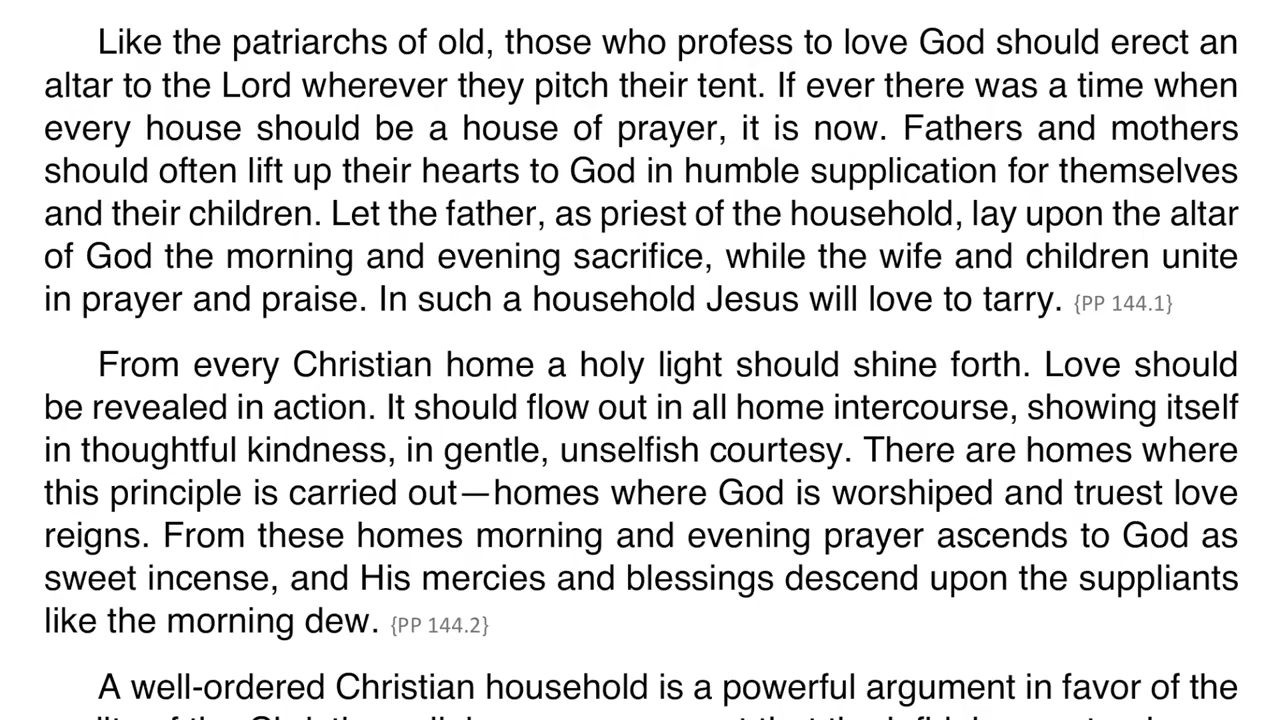 Like the patriarchs of old, those who profess to love God should erect an
altar to the Lord wherever they pitch their tent. If ever there was a time when
every house should be a house of prayer, it is now. Fathers and mothers
should often lift up their hearts to God in humble supplication for themselves
and their children. Let the father, as priest of the household, lay upon the altar
of God the morning and evening sacrifice, while the wife and children unite
in prayer and praise. In such a household Jesus will love to tarry. {PP 144.1}
From every Christian home a holy light should shine forth. Love should
be revealed in action. It should flow out in all home intercourse, showing itself
in thoughtful kindness, in gentle, unselfish courtesy. There are homes where
this principle is carried out—homes where God is worshiped and truest love
reigns. From these homes morning and evening prayer ascends to God as
sweet incense, and His mercies and blessings descend upon the suppliants
like the morning dew. {PP 144.2}
A well-ordered Christian household is a powerful argument in favor of the